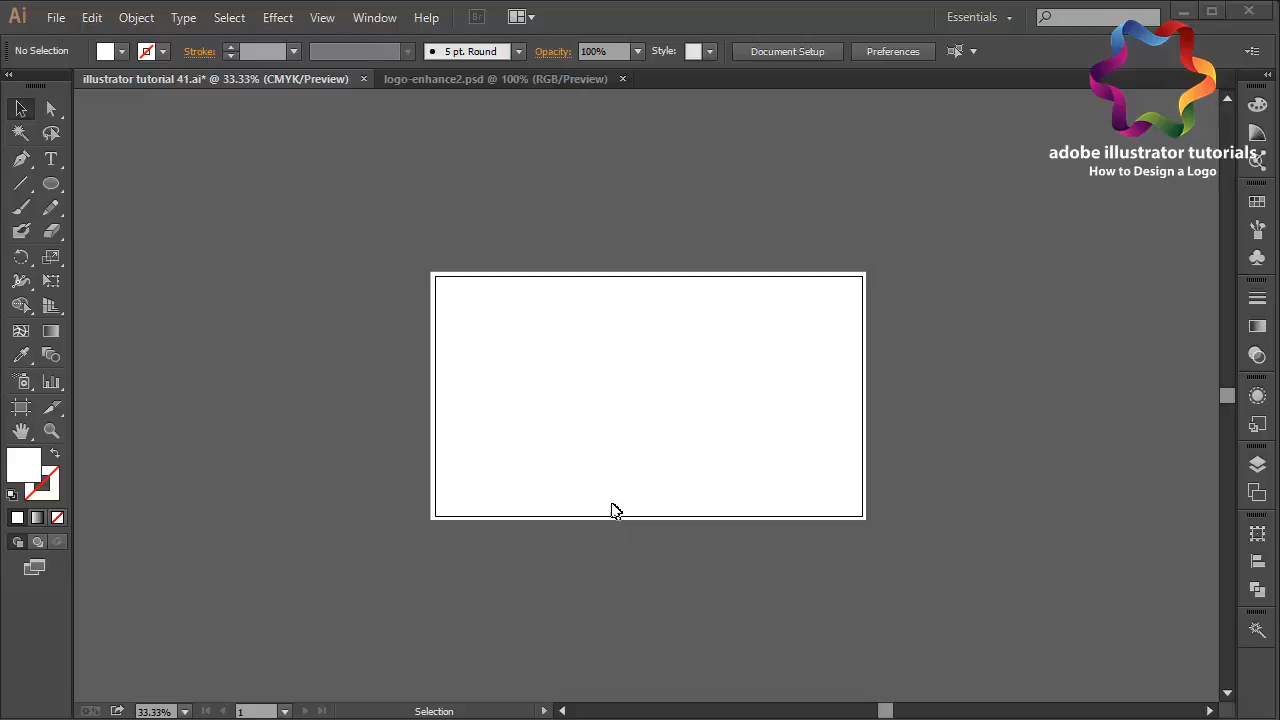 Ai File Edit Object Type Select Effect View Window Help Br Essentials
No Selection Stroke: 5 pt. Round Opacity: 100% Style: Document Setup Preferences
illustrator tutorial 41.ai* @ 33.33% (CMYK/Preview) × logo-enhance2.psd @ 100% (RGB/Preview) ×
adobe illustrator tutorials
How to Design a Logo
T
33.33% 1 Selection